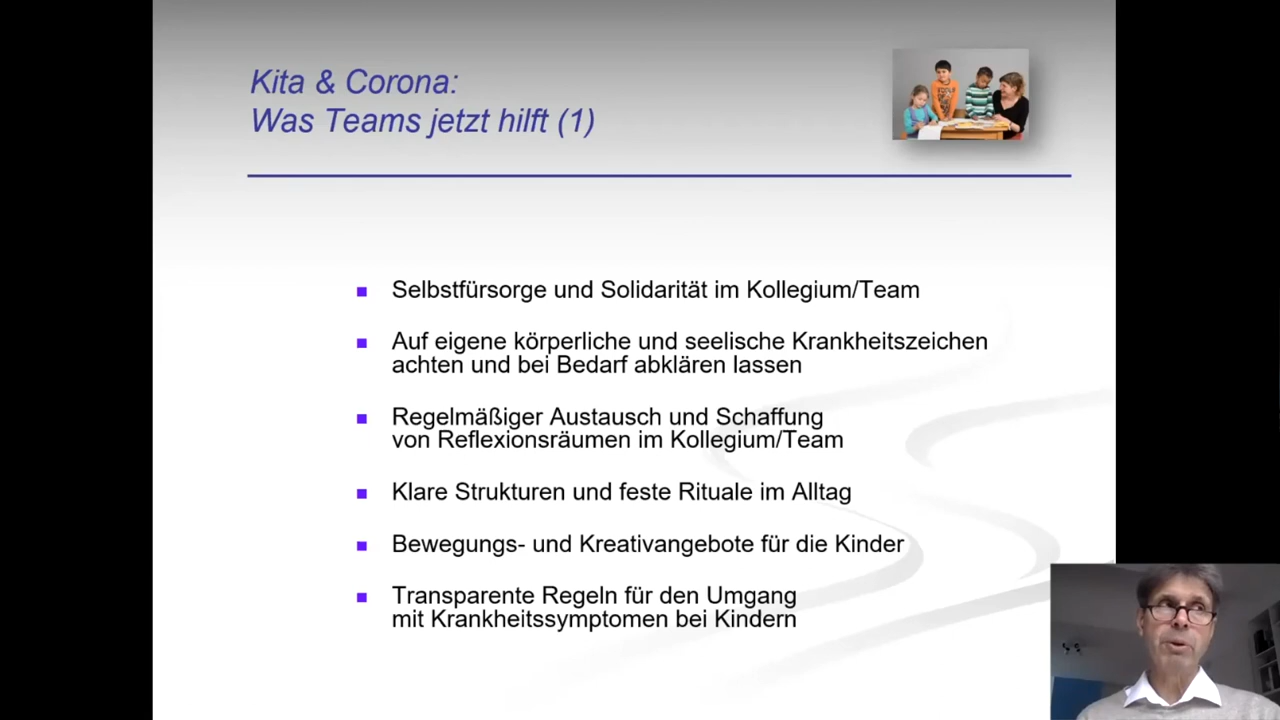 Kita & Corona:
Was Teams jetzt hilft (1)
Selbstfürsorge und Solidarität im Kollegium/Team
Auf eigene körperliche und seelische Krankheitszeichen
achten und bei Bedarf abklären lassen
Regelmäßiger Austausch und Schaffung
von Reflexionsräumen im Kollegium/Team
Klare Strukturen und feste Rituale im Alltag
Bewegungs- und Kreativangebote für die Kinder
Transparente Regeln für den Umgang
mit Krankheitssymptomen bei Kindern